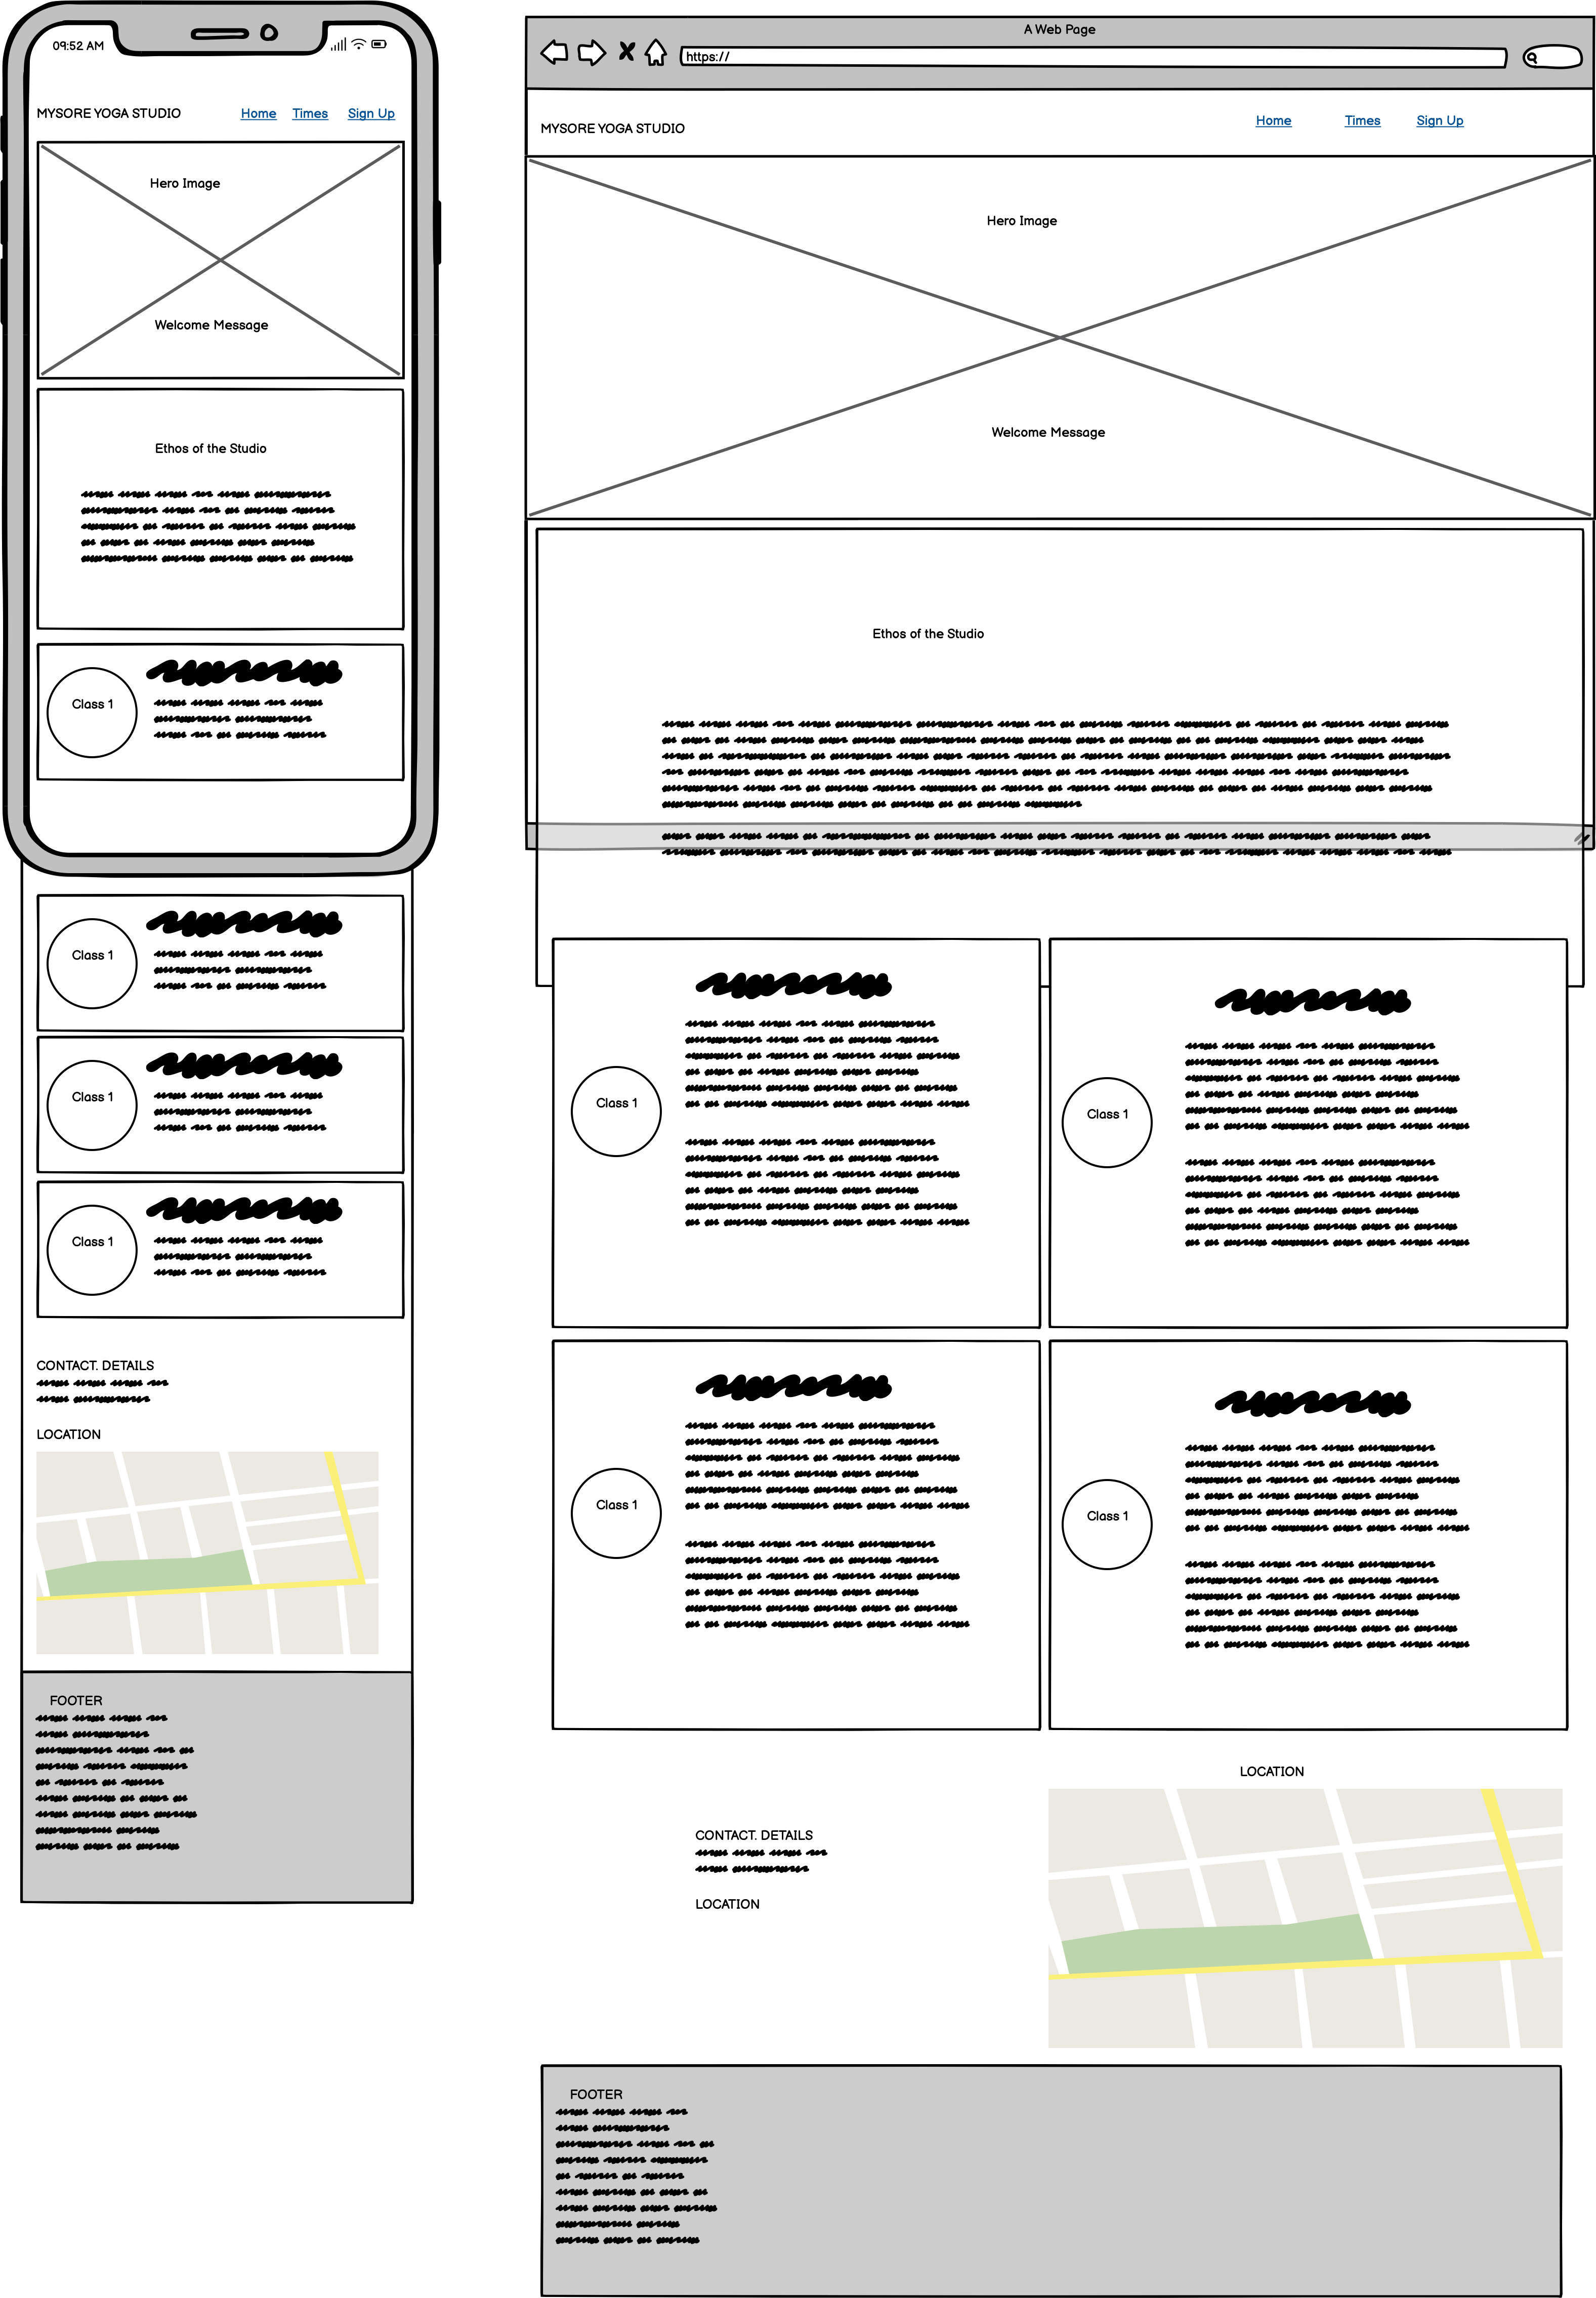 09:52 AM
MYSORE YOGA STUDIO Home Times Sign Up
Hero Image
Welcome Message
Ethos of the Studio
Class 1
Class 1
Class 1
Class 1
CONTACT. DETAILS
LOCATION
FOOTER
A Web Page
https://
MYSORE YOGA STUDIO Home Times Sign Up
Hero Image
Welcome Message
Ethos of the Studio
Class 1
Class 1
Class 1
Class 1
LOCATION
CONTACT. DETAILS
LOCATION
FOOTER